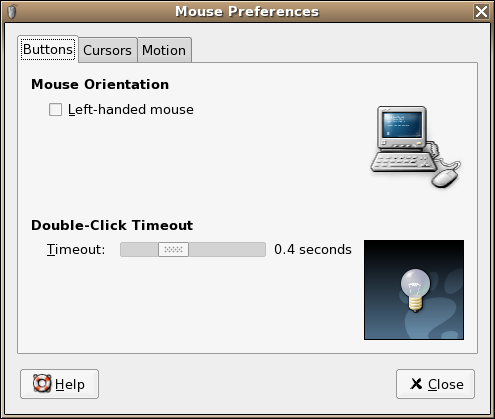 Mouse Preferences
Buttons Cursors Motion
Mouse Orientation
Left-handed mouse
Double-Click Timeout
Timeout: 0.4 seconds
Help Close